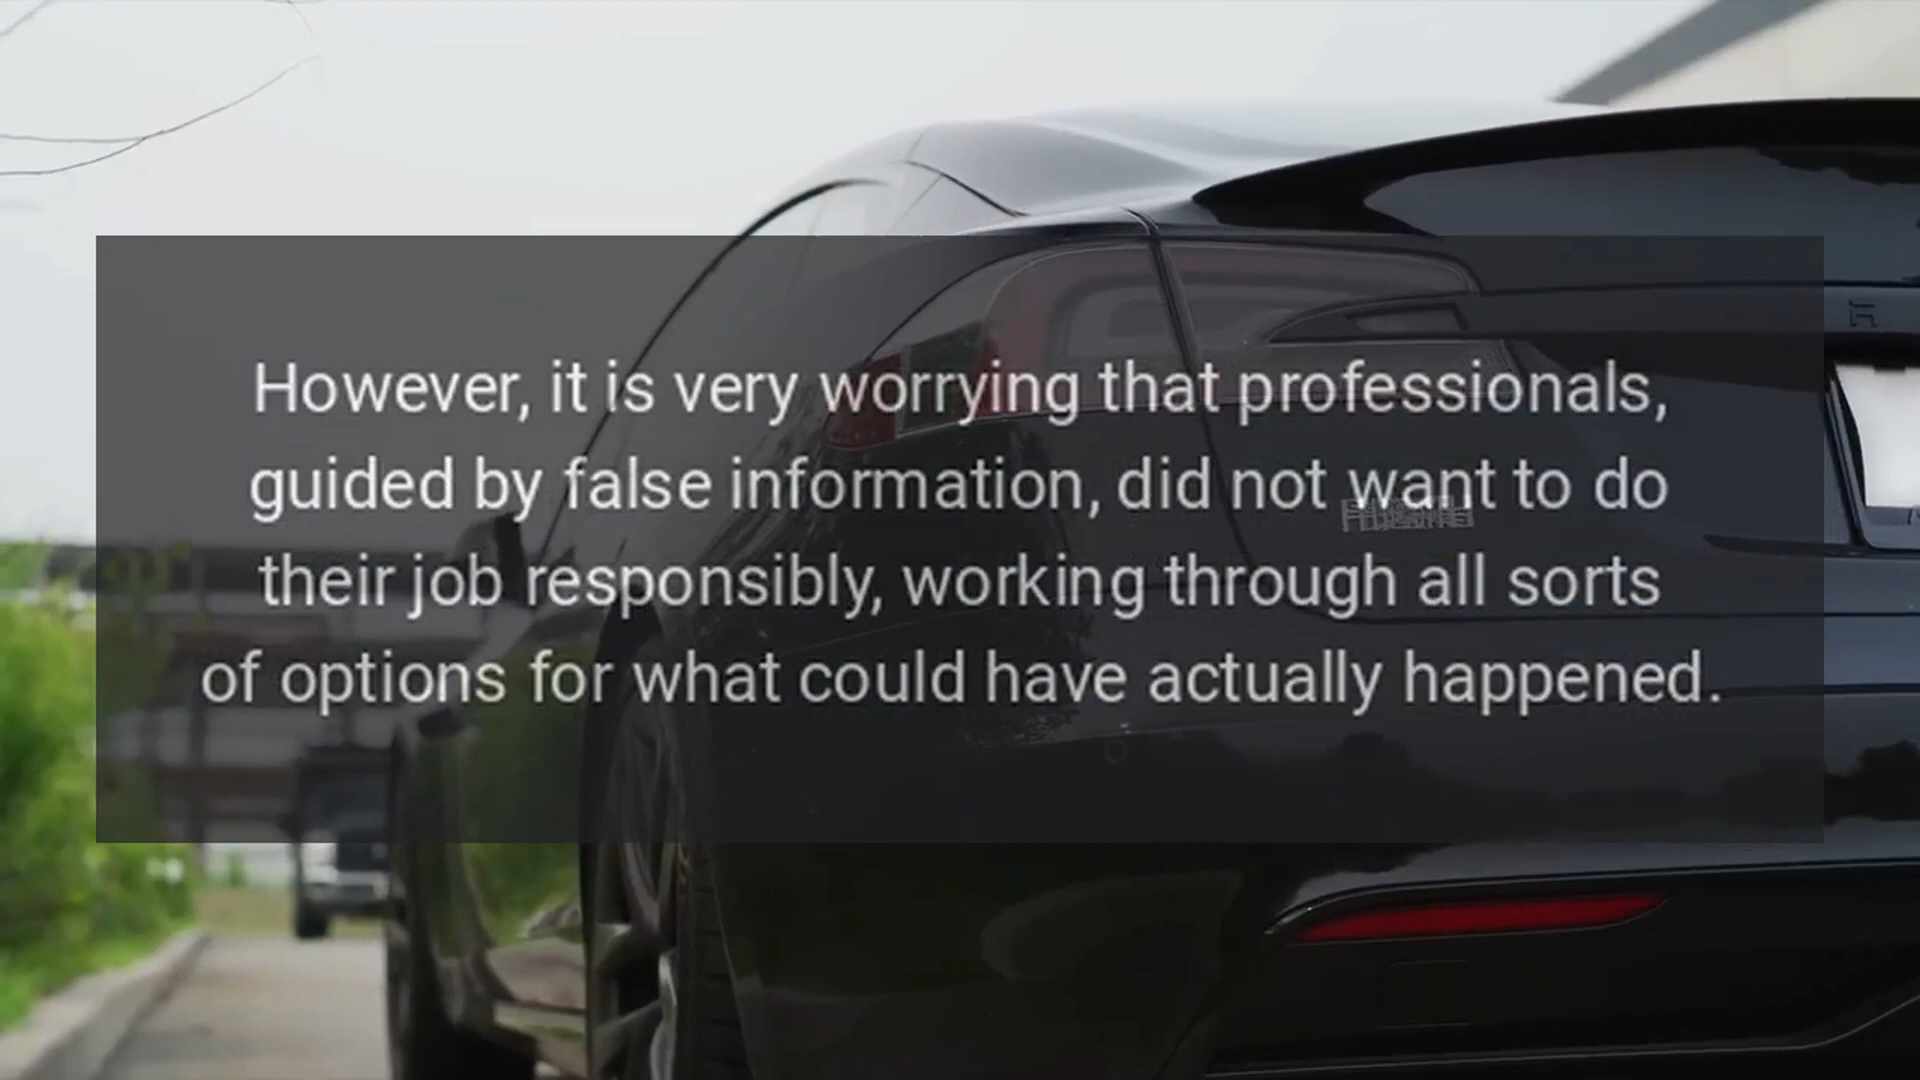 However, it is very worrying that professionals,
guided by false information, did not want to do
their job responsibly, working through all sorts
of options for what could have actually happened.